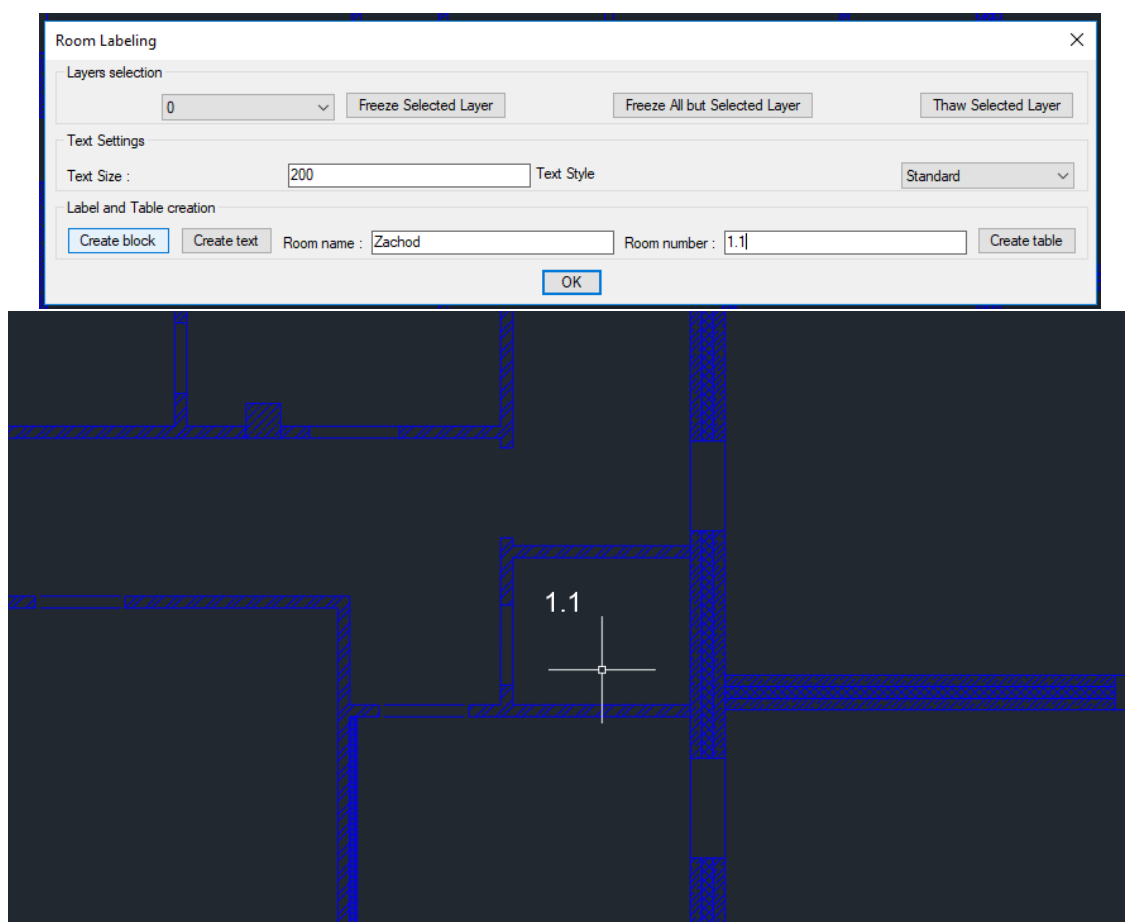 Room Labeling
Layers selection
0 Freeze Selected Layer Freeze All but Selected Layer Thaw Selected Layer
Text Settings
Text Size : 200 Text Style Standard
Label and Table creation
Create block Create text Room name : Zachod Room number : 1.1 Create table
OK
1.1